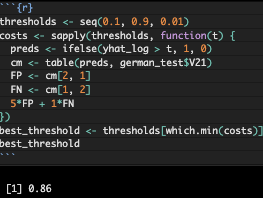 ```{r}
thresholds <- seq(0.1, 0.9, 0.01)
costs <- sapply(thresholds, function(t) {
  preds <- ifelse(yhat_log > t, 1, 0)
  cm <- table(preds, german_test$V21)
  FP <- cm[2, 1]
  FN <- cm[1, 2]
  5*FP + 1*FN
})
best_threshold <- thresholds[which.min(costs)]
best_threshold
```
[1] 0.86